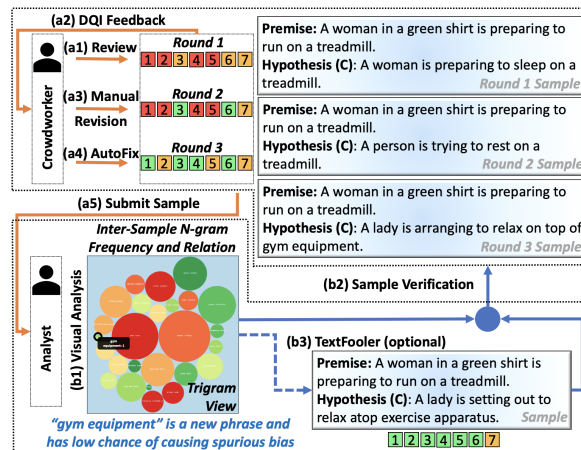 (a2) DQI Feedback
(a1) Review
Round 1
1 2 3 4 5 6 7
Crowdworker
(a3) Manual
Revision
Round 2
1 2 3 4 5 6 7
(a4) AutoFix
Round 3
1 2 3 4 5 6 7
Premise: A woman in a green shirt is preparing to
run on a treadmill.
Hypothesis (C): A woman is preparing to sleep on a
treadmill.
Round 1 Sample
Premise: A woman in a green shirt is preparing to
run on a treadmill.
Hypothesis (C): A person is trying to rest on a
treadmill.
Round 2 Sample
Premise: A woman in a green shirt is preparing to
run on a treadmill.
Hypothesis (C): A lady is arranging to relax on top of
gym equipment.
Round 3 Sample
(a5) Submit Sample
Analyst
(b1) Visual Analysis
Inter-Sample N-gram
Frequency and Relation
gym
equipment-1
Trigram
View
"gym equipment" is a new phrase and
has low chance of causing spurious bias
(b2) Sample Verification
(b3) TextFooler (optional)
Premise: A woman in a green shirt is
preparing to run on a treadmill.
Hypothesis (C): A lady is setting out to
relax atop exercise apparatus.
Sample
1 2 3 4 5 6 7